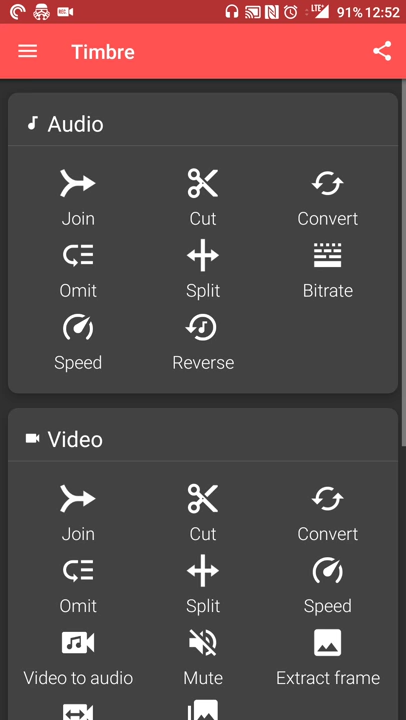 LTE 91% 12:52
Timbre
Audio
Join Cut Convert
Omit Split Bitrate
Speed Reverse
Video
Join Cut Convert
Omit Split Speed
Video to audio Mute Extract frame